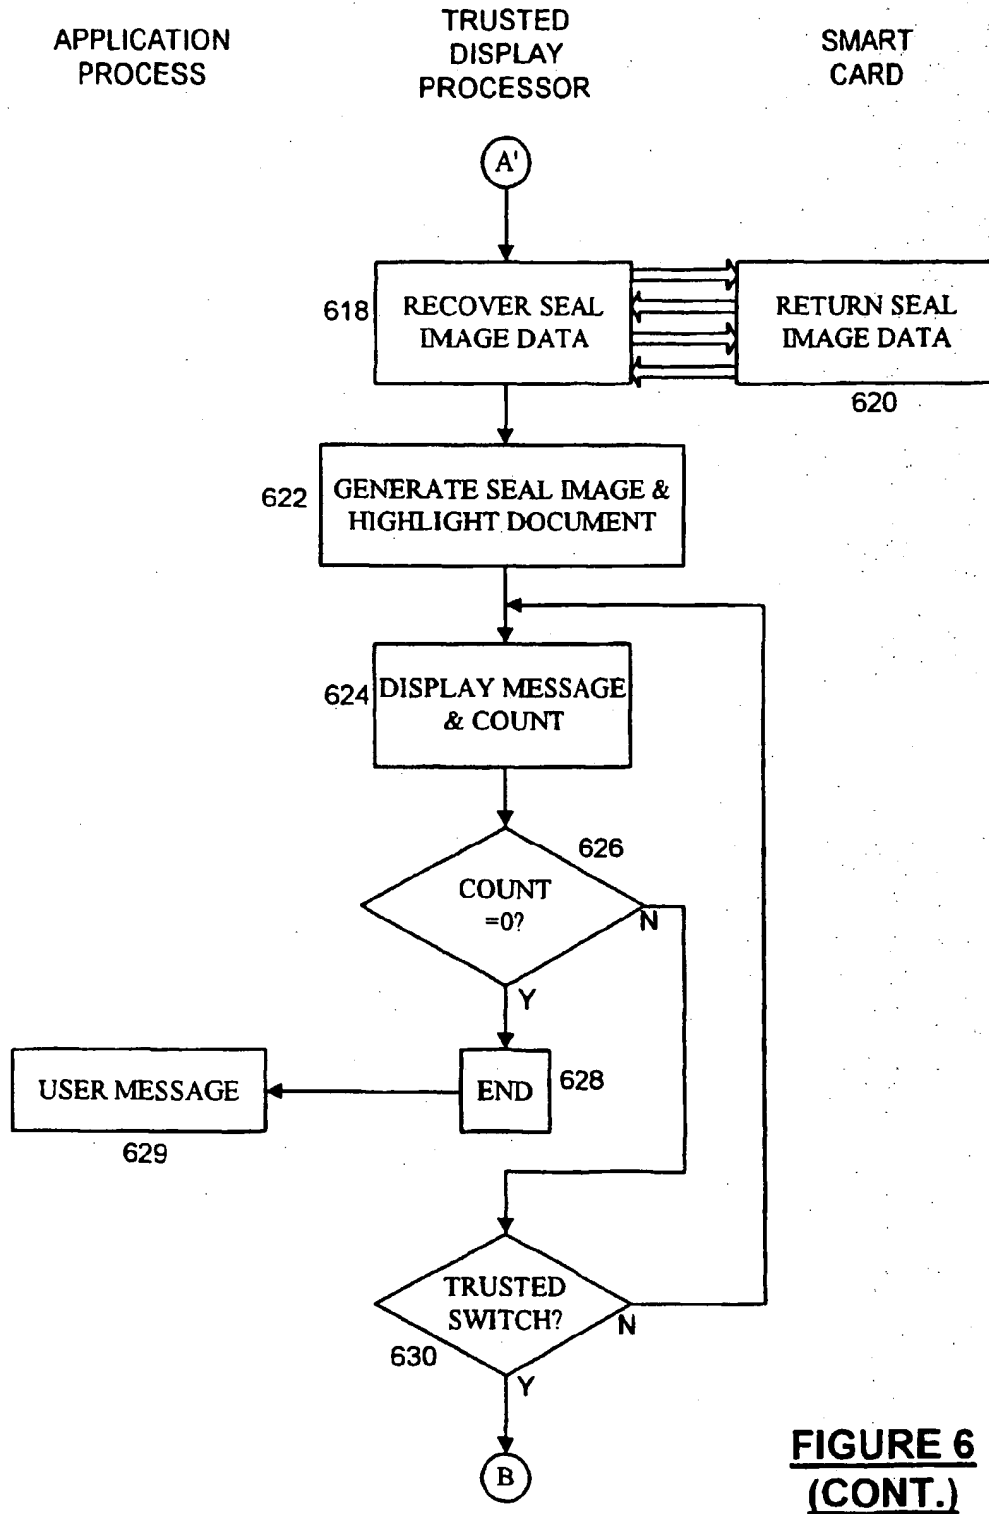 APPLICATION
PROCESS
TRUSTED
DISPLAY
PROCESSOR
SMART
CARD
A'
618
RECOVER SEAL
IMAGE DATA
RETURN SEAL
IMAGE DATA
620
622
GENERATE SEAL IMAGE &
HIGHLIGHT DOCUMENT
624
DISPLAY MESSAGE
& COUNT
626
COUNT
=0?
N
Y
USER MESSAGE
629
END
628
TRUSTED
SWITCH?
N
630
Y
B
FIGURE 6
(CONT.)